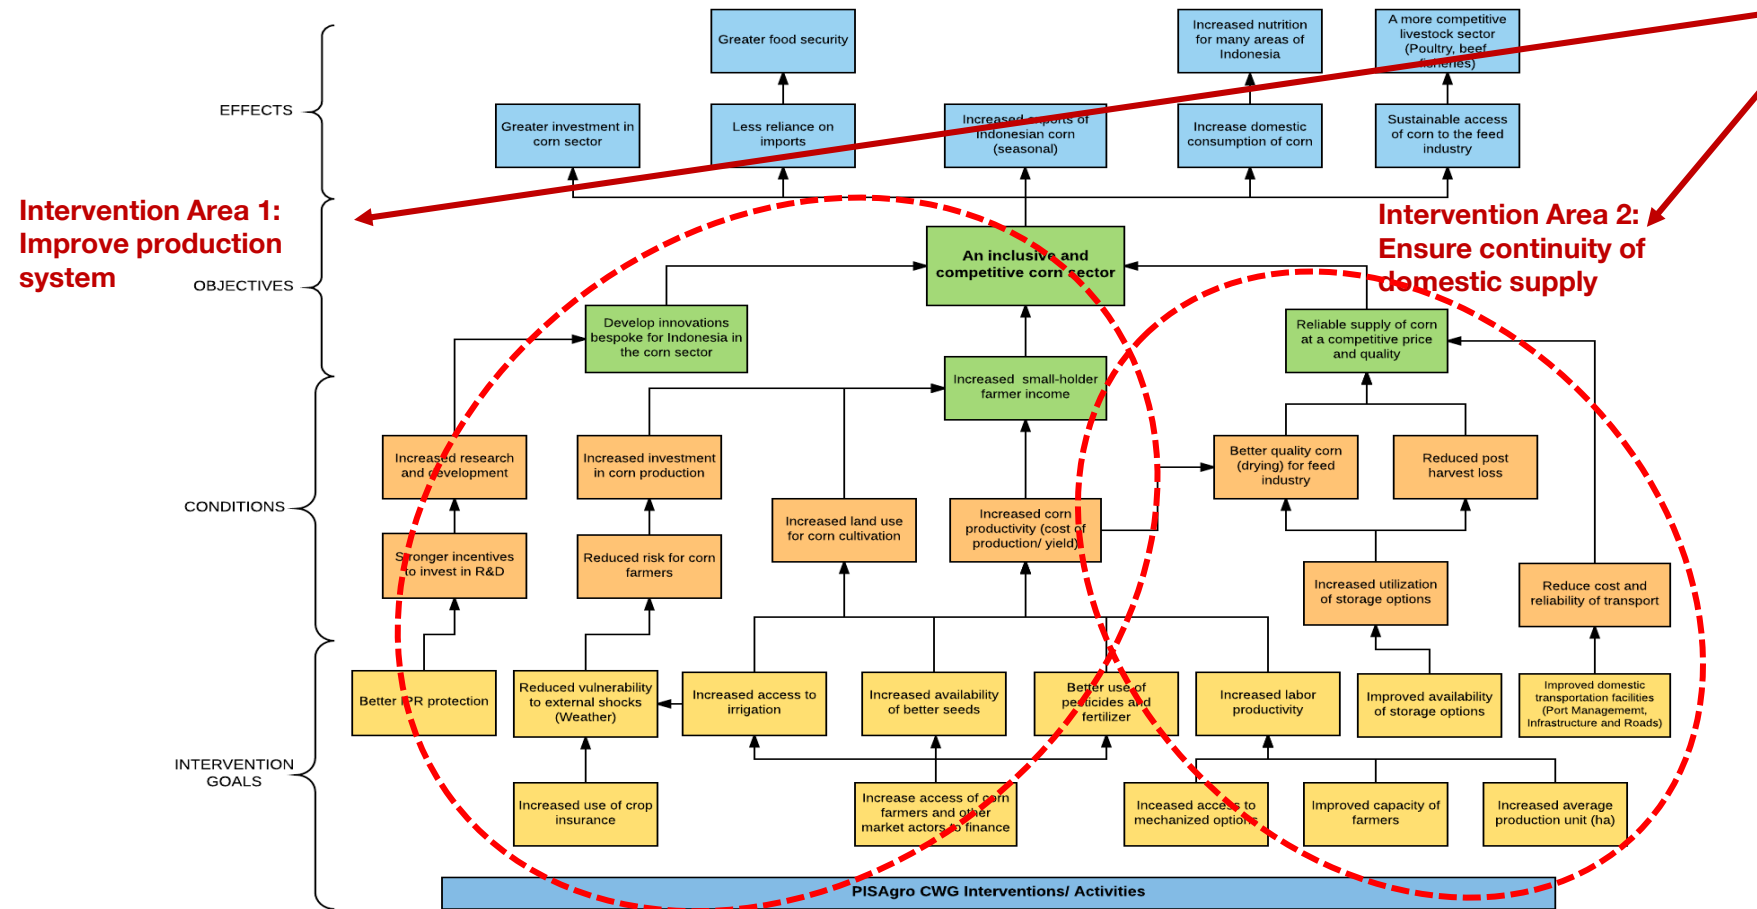 Greater food security
Increased nutrition
for many areas of
Indonesia
A more competitive
livestock sector
(Poultry, beef
fisheries)
EFFECTS
Greater investment in
corn sector
Less reliance on
imports
Increased exports of
Indonesian corn
(seasonal)
Increase domestic
consumption of corn
Sustainable access
of corn to the feed
industry
Intervention Area 1:
Improve production
system
Intervention Area 2:
Ensure continuity of
domestic supply
OBJECTIVES
An inclusive and
competitive corn sector
Develop innovations
bespoke for Indonesia in
the corn sector
Reliable supply of corn
at a competitive price
and quality
Increased small-holder
farmer income
CONDITIONS
Increased research
and development
Increased investment
in corn production
Better quality corn
(drying) for feed
industry
Reduced post
harvest loss
Increased land use
for corn cultivation
Increased corn
productivity (cost of
production/ yield)
Stronger incentives
to invest in R&D
Reduced risk for corn
farmers
Increased utilization
of storage options
Reduce cost and
reliability of transport
INTERVENTION
GOALS
Better IPR protection
Reduced vulnerability
to external shocks
(Weather)
Increased access to
irrigation
Increased availability
of better seeds
Better use of
pesticides and
fertilizer
Increased labor
productivity
Improved availability
of storage options
Improved domestic
transportation facilities
(Port Managememt,
Infrastructure and Roads)
Increased use of crop
insurance
Increase access of corn
farmers and other
market actors to finance
Inceased access to
mechanized options
Improved capacity of
farmers
Increased average
production unit (ha)
PISAgro CWG Interventions/ Activities